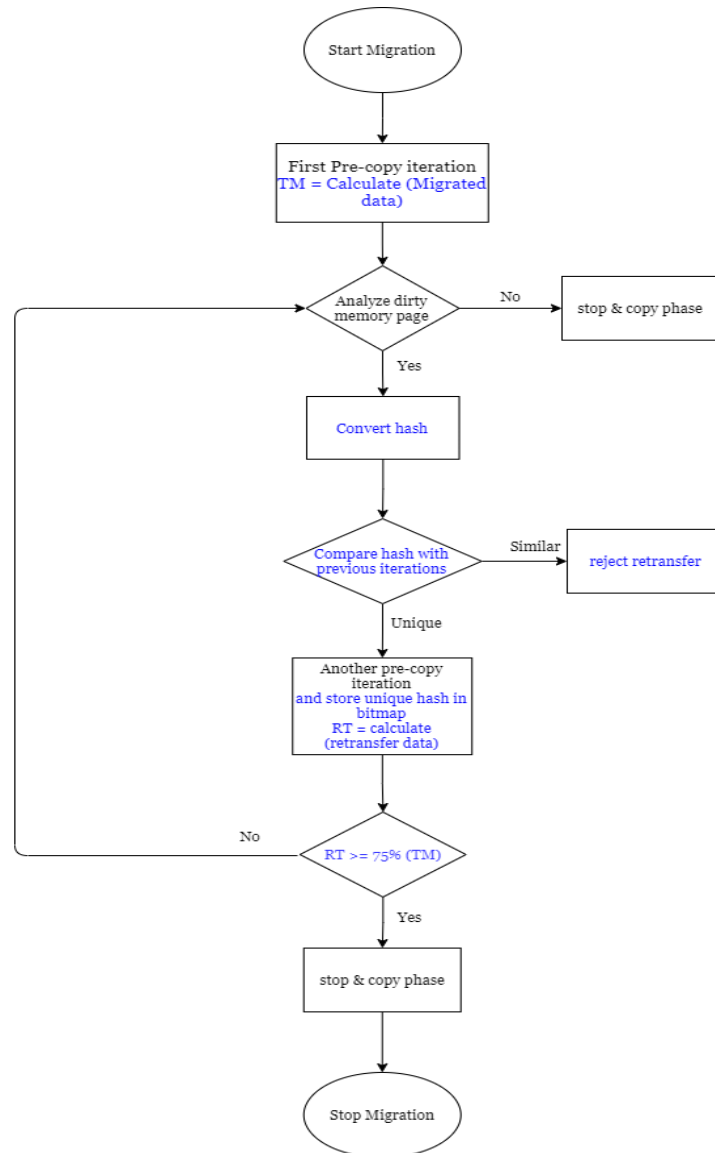 Start Migration
First Pre-copy iteration
TM = Calculate (Migrated
data)
Analyze dirty
memory page
No
stop & copy phase
Yes
Convert hash
Compare hash with
previous iterations
Similar
reject retransfer
Unique
Another pre-copy
iteration
and store unique hash in
bitmap
RT = calculate
(retransfer data)
No
RT >= 75% (TM)
Yes
stop & copy phase
Stop Migration